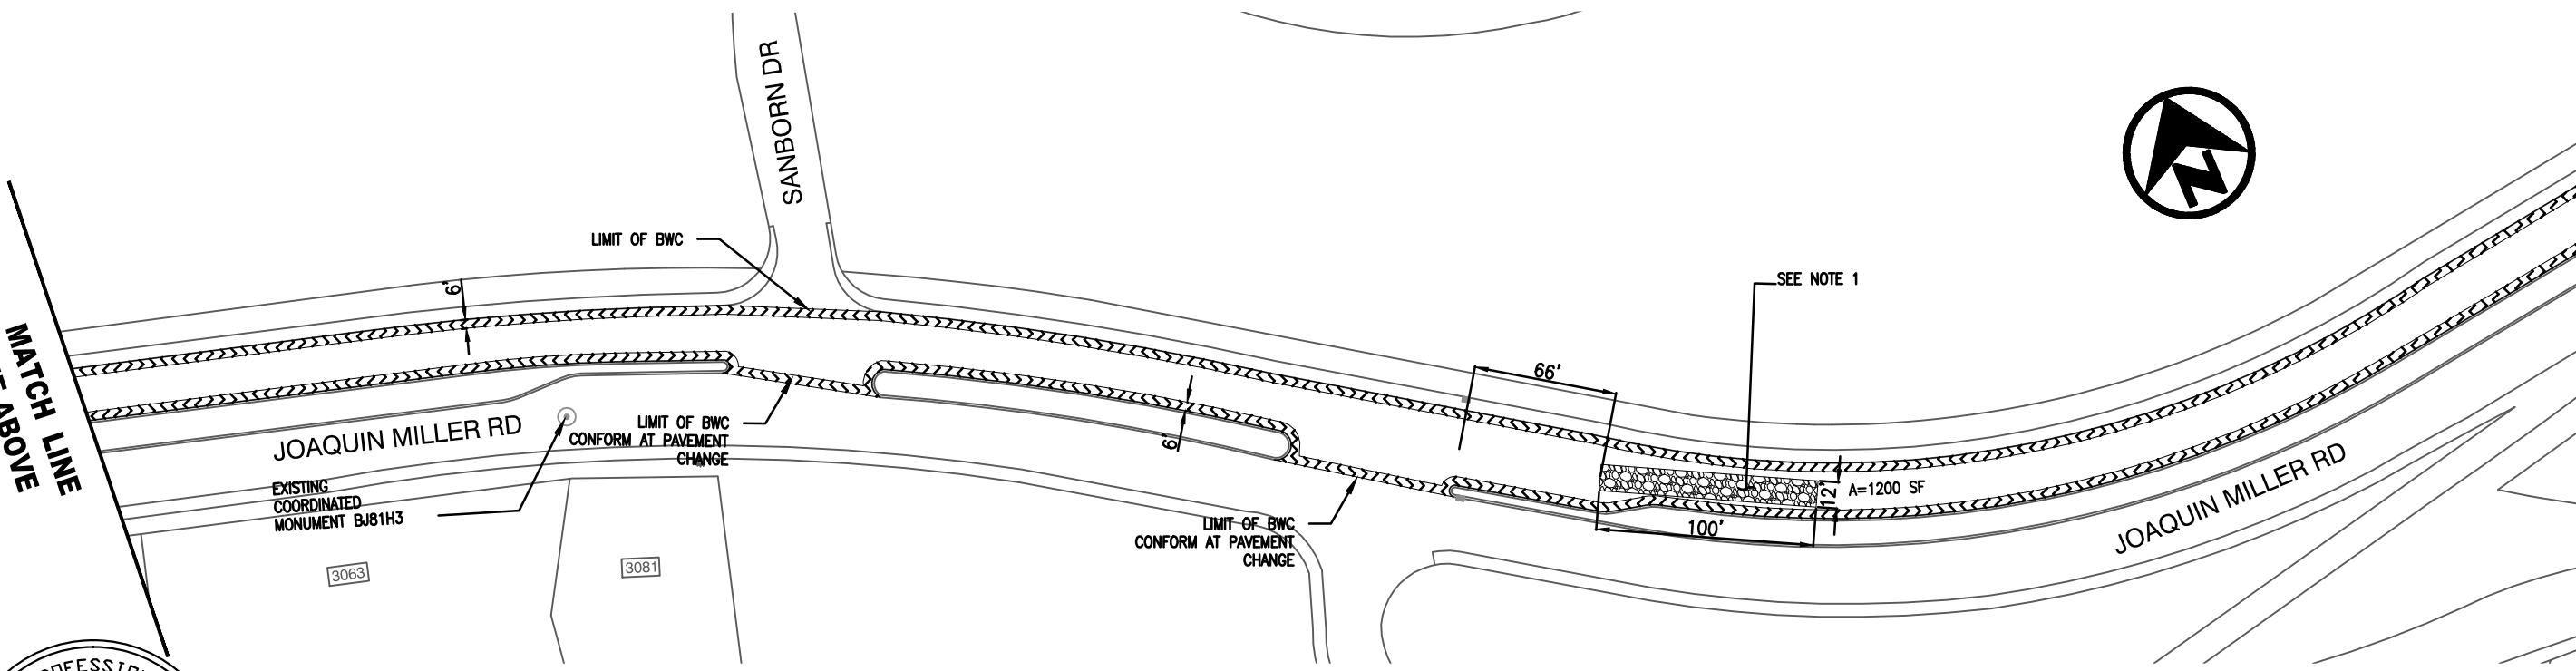 SANBORN DR
LIMIT OF BWC
6'
SEE NOTE 1
66'
MATCH LINE
ABOVE
JOAQUIN MILLER RD
LIMIT OF BWC
CONFORM AT PAVEMENT
CHANGE
6'
EXISTING
COORDINATED
MONUMENT BJ81H3
12'
A=1200 SF
100'
LIMIT OF BWC
CONFORM AT PAVEMENT
CHANGE
JOAQUIN MILLER RD
N
3063
3081